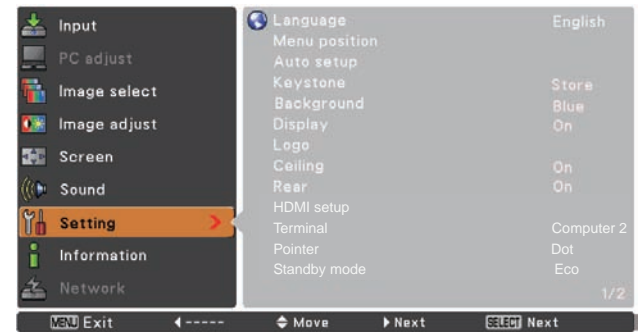 Input
PC adjust
Image select
Image adjust
Screen
Sound
Setting
Information
Network
Language English
Menu position
Auto setup
Keystone Store
Background Blue
Display On
Logo
Ceiling On
Rear On
HDMI setup
Terminal Computer 2
Pointer Dot
Standby mode Eco
1/2
MENU Exit ----- Move Next SELECT Next